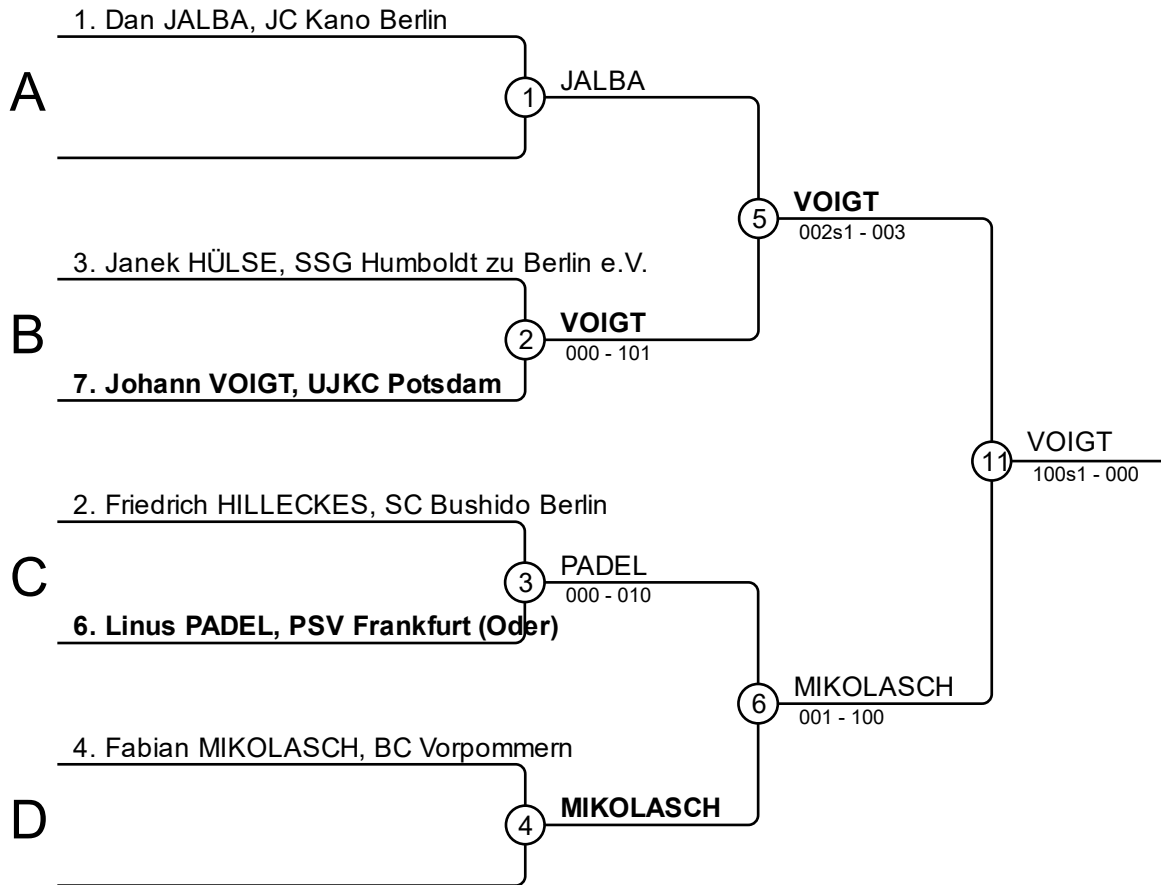 1. Dan JALBA, JC Kano Berlin
A
1
JALBA
5
VOIGT
002s1 - 003
3. Janek HÜLSE, SSG Humboldt zu Berlin e.V.
B
2
VOIGT
000 - 101
7. Johann VOIGT, UJKC Potsdam
11
VOIGT
100s1 - 000
2. Friedrich HILLECKES, SC Bushido Berlin
C
3
PADEL
000 - 010
6. Linus PADEL, PSV Frankfurt (Oder)
6
MIKOLASCH
001 - 100
4. Fabian MIKOLASCH, BC Vorpommern
D
4
MIKOLASCH